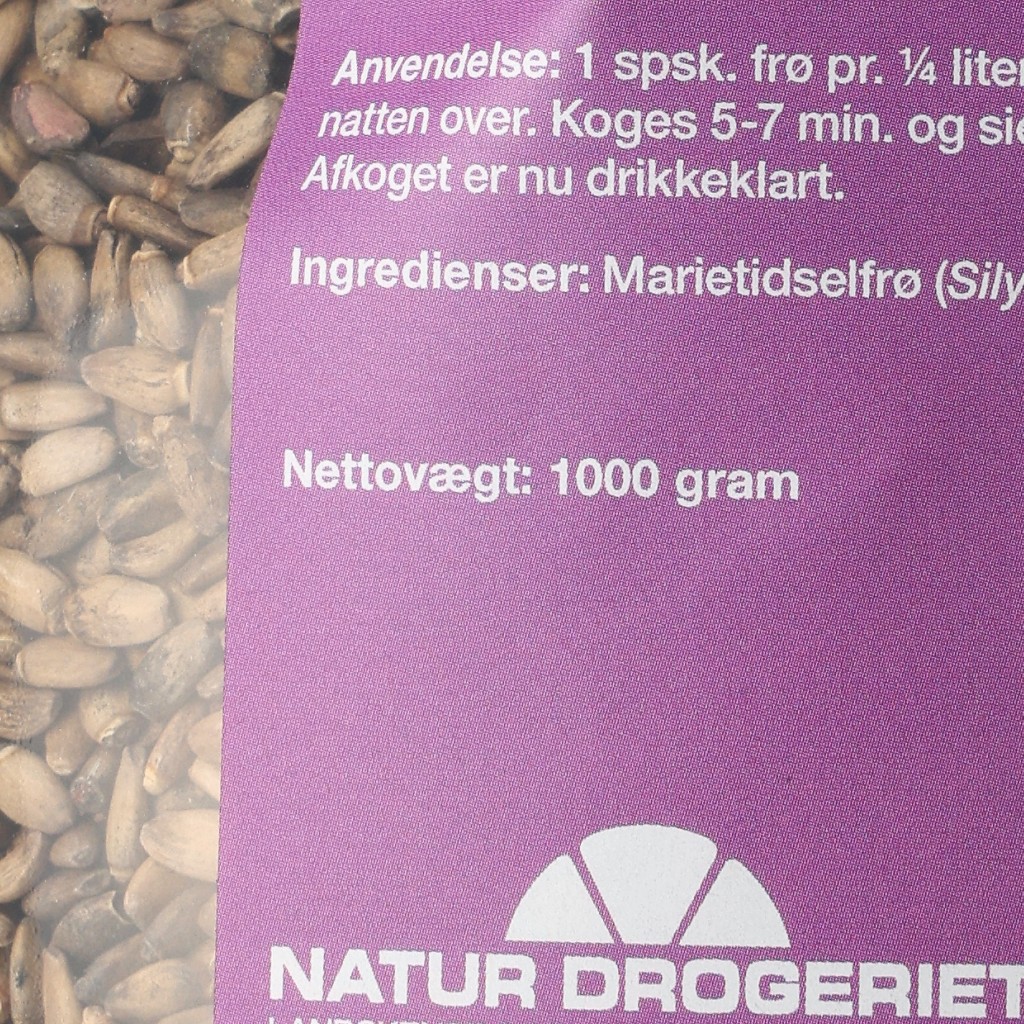 Anvendelse: 1 spsk. frø pr. ¼ liter
natten over. Koges 5-7 min. og
Afkoget er nu drikkeklart.
Ingredienser: Marietidselfrø (Sily
Nettovægt: 1000 gram
NATUR DROGERIET